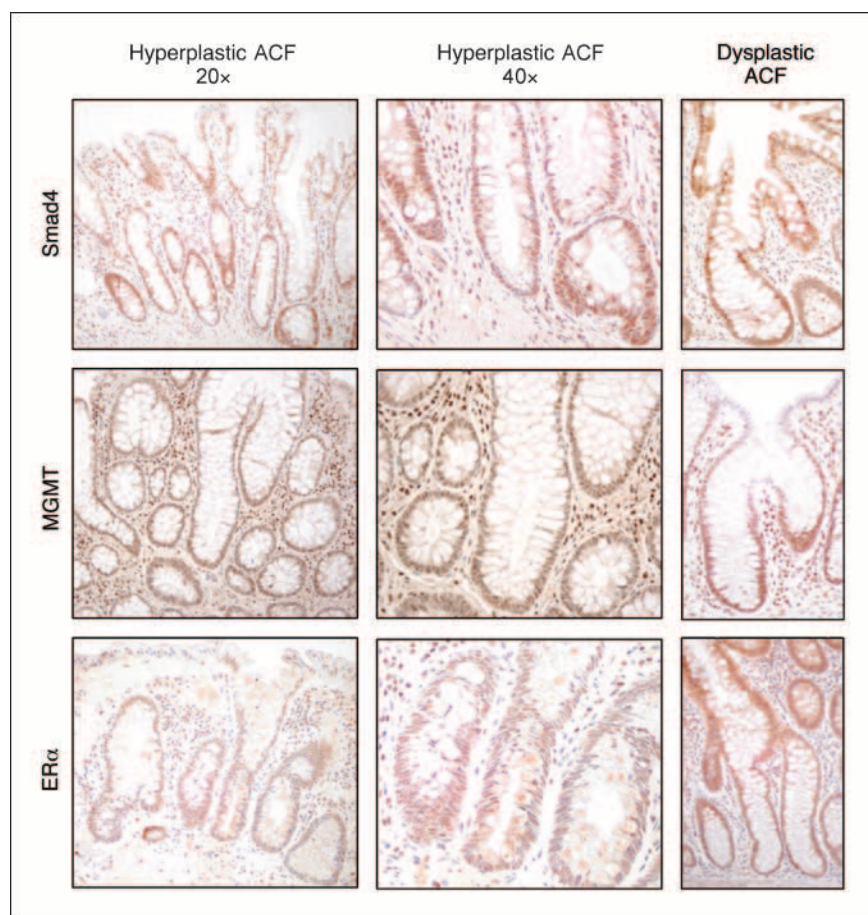 Hyperplastic ACF
20×
Hyperplastic ACF
40×
Dysplastic
ACF
Smad4
MGMT
ERα